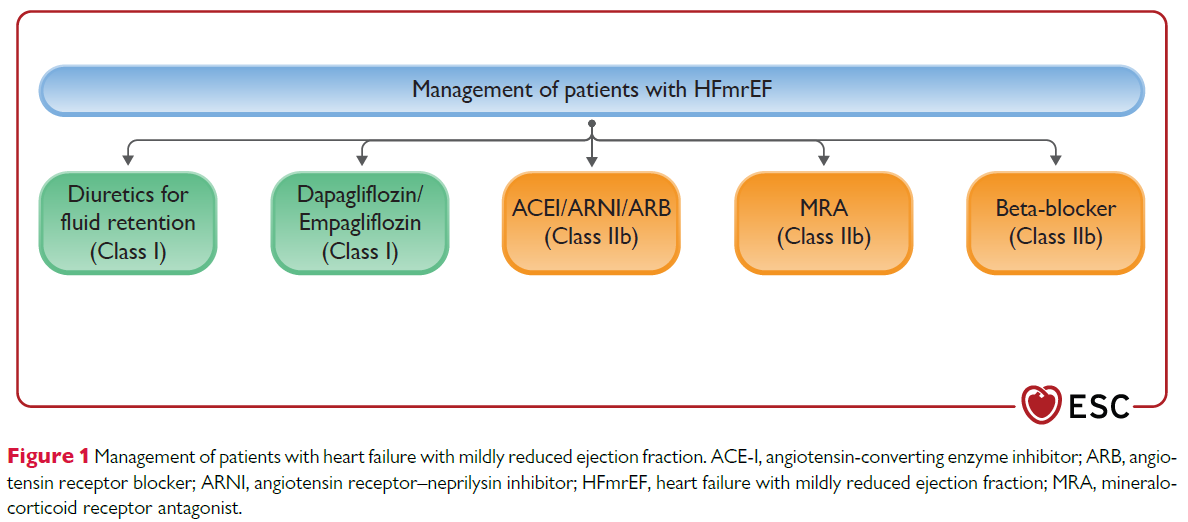 Management of patients with HFmrEF
Diuretics for
fluid retention
(Class I)
Dapagliflozin/
Empagliflozin
(Class I)
ACEI/ARNI/ARB
(Class IIb)
MRA
(Class IIb)
Beta-blocker
(Class IIb)
ESC
Figure 1 Management of patients with heart failure with mildly reduced ejection fraction. ACE-I, angiotensin-converting enzyme inhibitor; ARB, angio-
tensin receptor blocker; ARNI, angiotensin receptor–neprilysin inhibitor; HFmrEF, heart failure with mildly reduced ejection fraction; MRA, mineralo-
corticoid receptor antagonist.